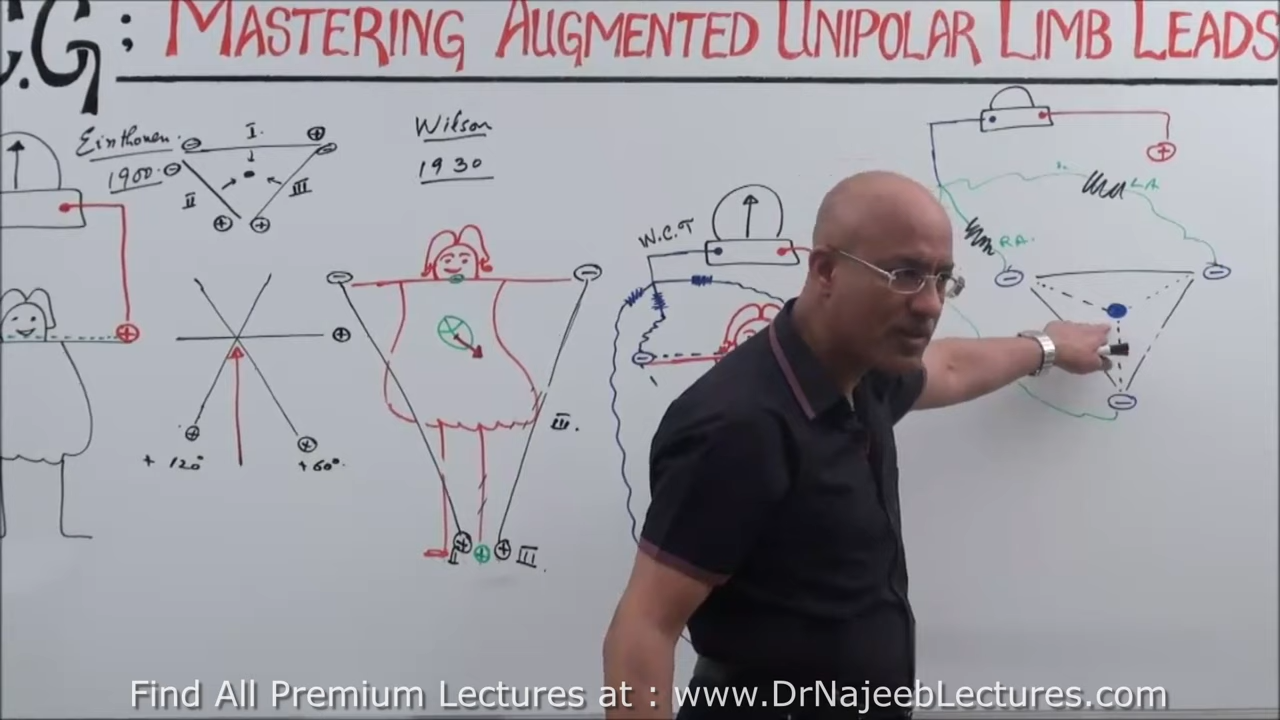 .C.G; MASTERING AUGMENTED UNIPOLAR LIMB LEADS
Einthoven.
1900.
I.
II
III
Wilson
1930
W.C.T
LA
RA.
+ 120°
+60°.
III.
I
III.
Find All Premium Lectures at : www.DrNajeebLectures.com